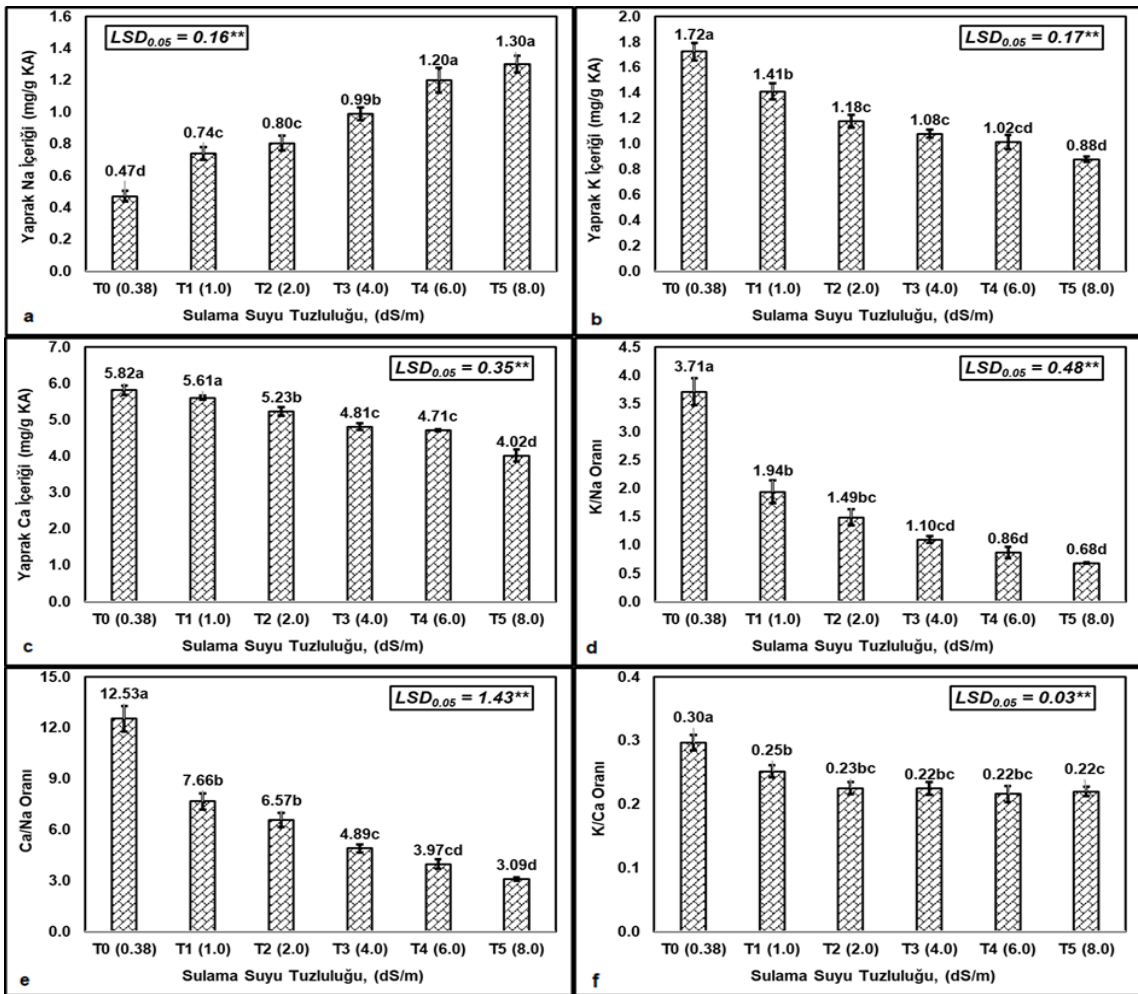 Yaprak Na İçeriği (mg/g KA)
1.6
1.4
1.2
1.0
0.8
0.6
0.4
0.2
0.0
LSD0.05 = 0.16**
0.47d
0.74c
0.80c
0.99b
1.20a
1.30a
T0 (0.38) T1 (1.0) T2 (2.0) T3 (4.0) T4 (6.0) T5 (8.0)
Sulama Suyu Tuzluluğu, (dS/m)
a
Yaprak K İçeriği (mg/g KA)
2.0
1.8
1.6
1.4
1.2
1.0
0.8
0.6
0.4
0.2
0.0
LSD0.05 = 0.17**
1.72a
1.41b
1.18c
1.08c
1.02cd
0.88d
T0 (0.38) T1 (1.0) T2 (2.0) T3 (4.0) T4 (6.0) T5 (8.0)
Sulama Suyu Tuzluluğu, (dS/m)
b
Yaprak Ca İçeriği (mg/g KA)
7.0
6.0
5.0
4.0
3.0
2.0
1.0
0.0
LSD0.05 = 0.35**
5.82a
5.61a
5.23b
4.81c
4.71c
4.02d
T0 (0.38) T1 (1.0) T2 (2.0) T3 (4.0) T4 (6.0) T5 (8.0)
Sulama Suyu Tuzluluğu, (dS/m)
c
K/Na Oranı
4.5
4.0
3.5
3.0
2.5
2.0
1.5
1.0
0.5
0.0
LSD0.05 = 0.48**
3.71a
1.94b
1.49bc
1.10cd
0.86d
0.68d
T0 (0.38) T1 (1.0) T2 (2.0) T3 (4.0) T4 (6.0) T5 (8.0)
Sulama Suyu Tuzluluğu, (dS/m)
d
Ca/Na Oranı
15.0
12.0
9.0
6.0
3.0
0.0
LSD0.05 = 1.43**
12.53a
7.66b
6.57b
4.89c
3.97cd
3.09d
T0 (0.38) T1 (1.0) T2 (2.0) T3 (4.0) T4 (6.0) T5 (8.0)
Sulama Suyu Tuzluluğu, (dS/m)
e
K/Ca Oranı
0.4
0.3
0.2
0.1
0.0
LSD0.05 = 0.03**
0.30a
0.25b
0.23bc
0.22bc
0.22bc
0.22c
T0 (0.38) T1 (1.0) T2 (2.0) T3 (4.0) T4 (6.0) T5 (8.0)
Sulama Suyu Tuzluluğu, (dS/m)
f